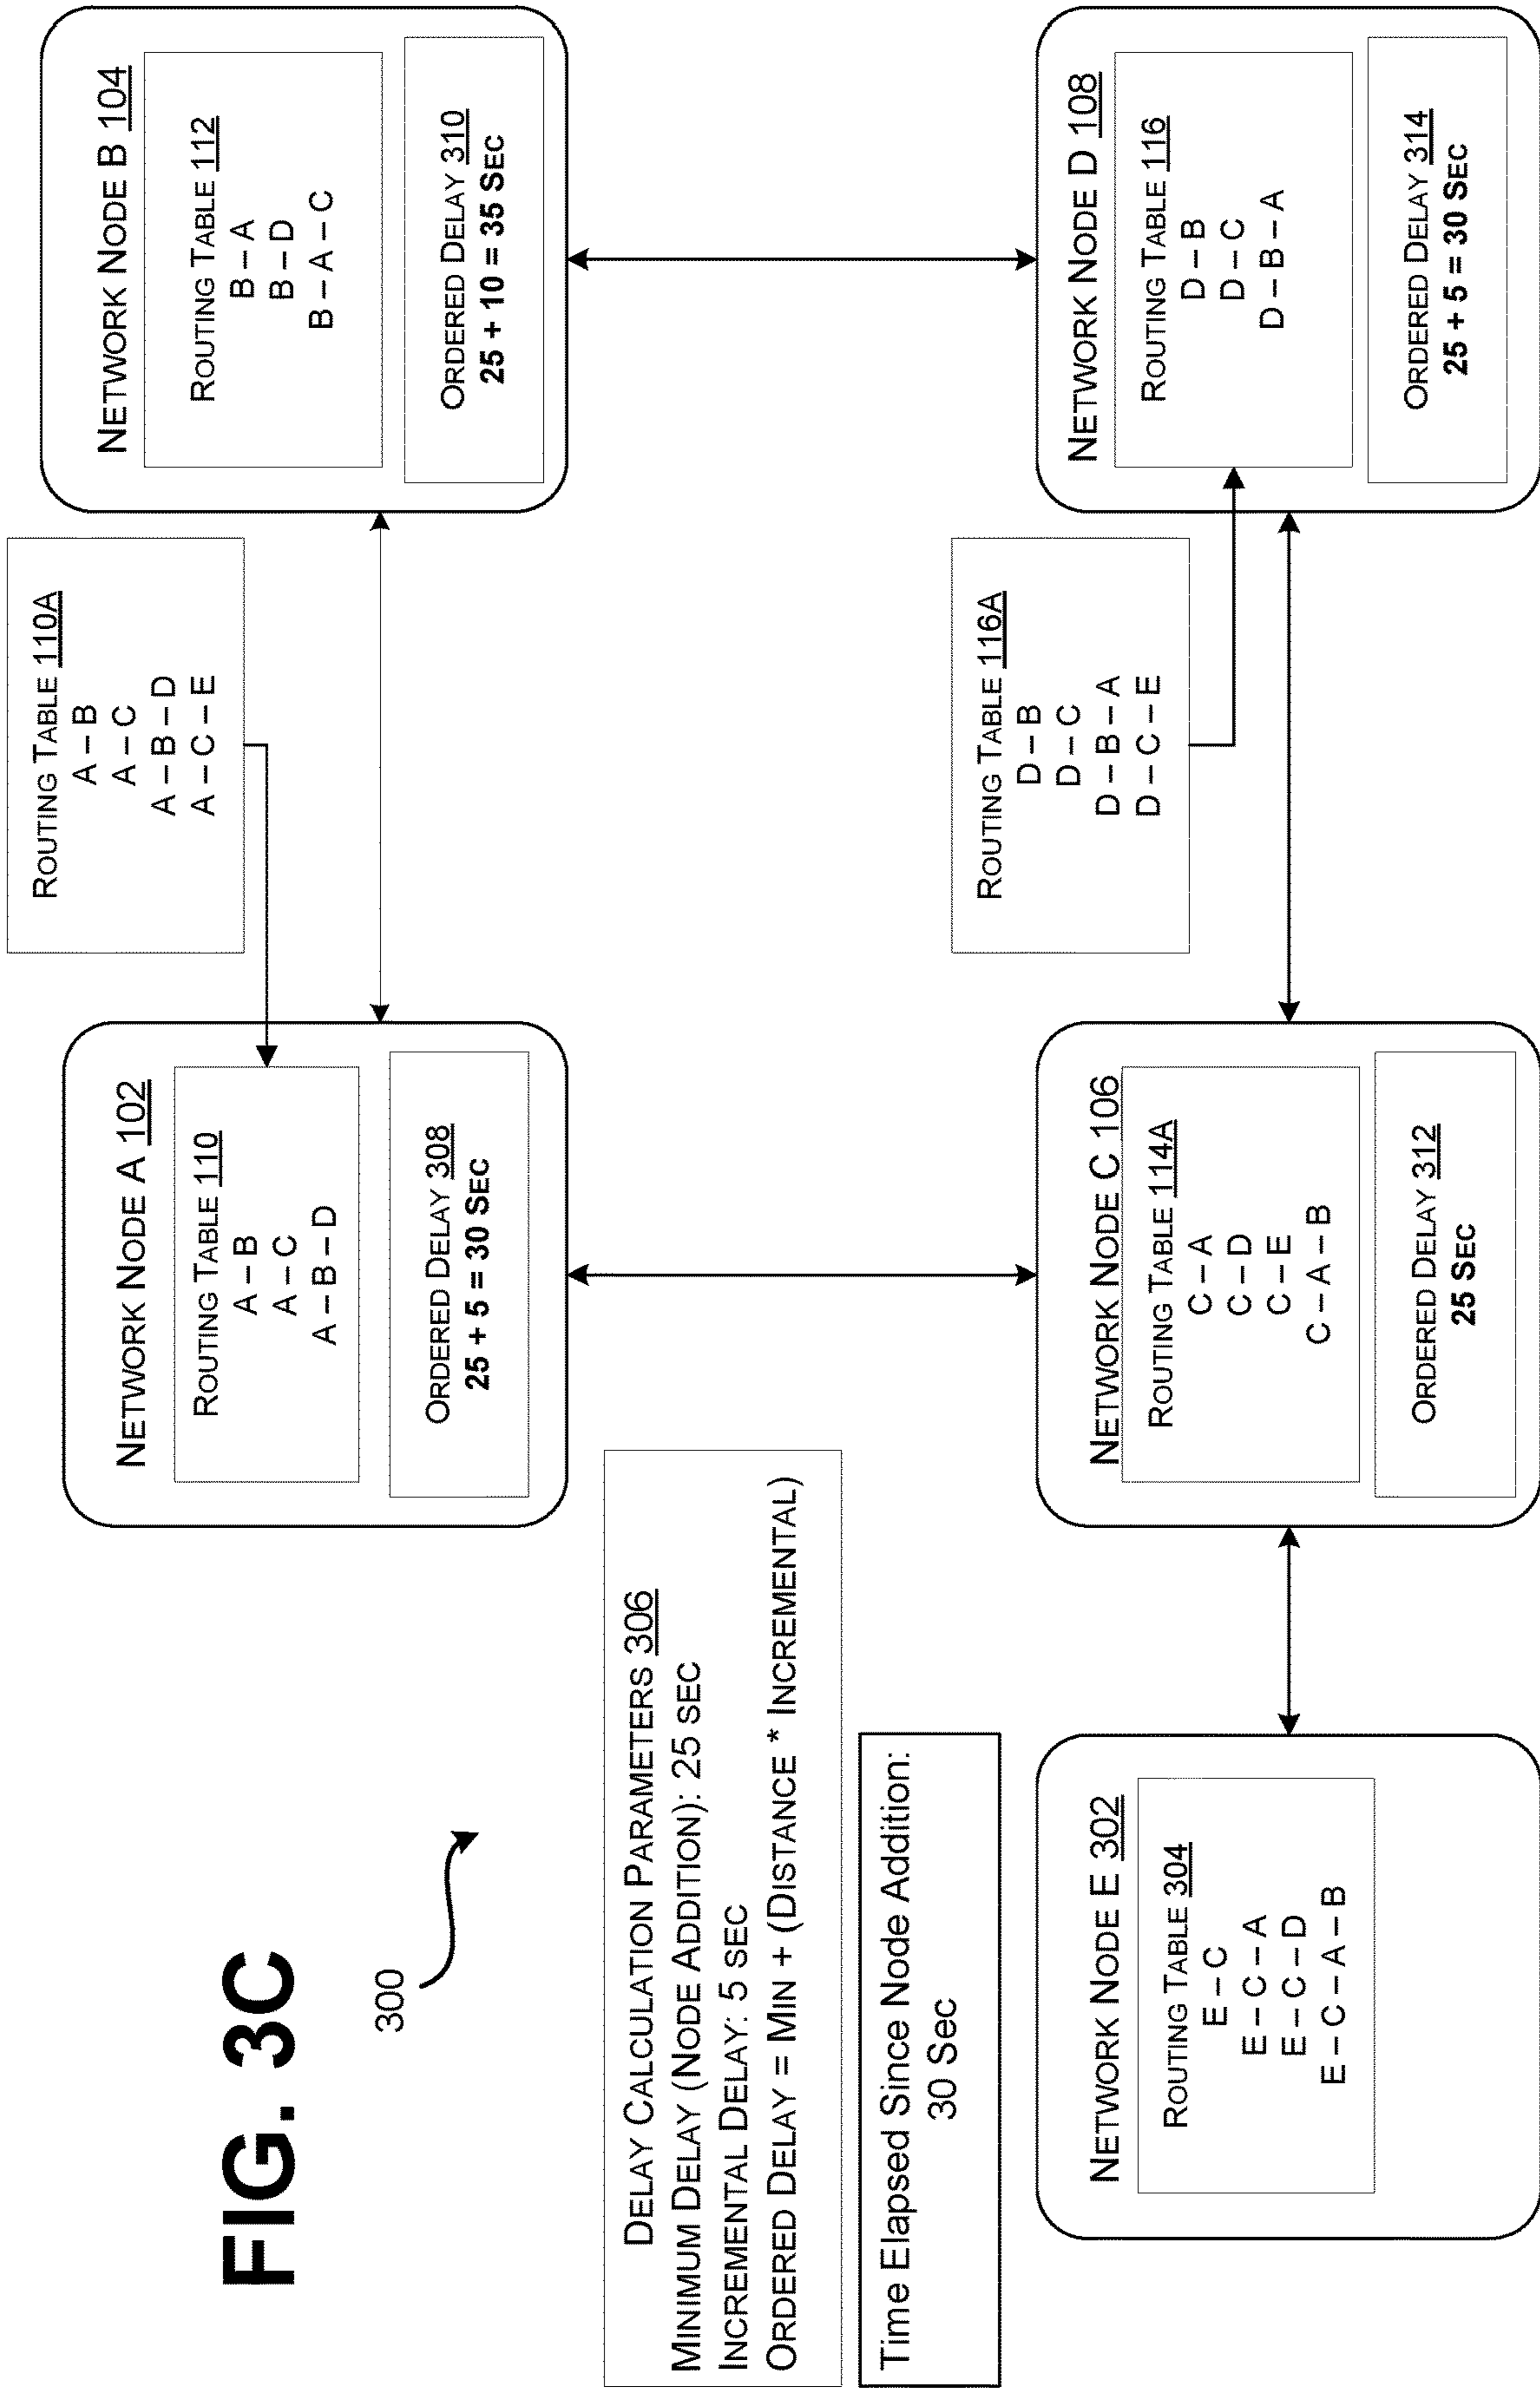 FIG. 3C
300
ROUTING TABLE 110A
A – B
A – C
A – B – D
A – C – E
NETWORK NODE A 102
ROUTING TABLE 110
A – B
A – C
A – B – D
ORDERED DELAY 308
25 + 5 = 30 SEC
NETWORK NODE B 104
ROUTING TABLE 112
B – A
B – D
B – A – C
ORDERED DELAY 310
25 + 10 = 35 SEC
DELAY CALCULATION PARAMETERS 306
MINIMUM DELAY (NODE ADDITION): 25 SEC
INCREMENTAL DELAY: 5 SEC
ORDERED DELAY = MIN + (DISTANCE * INCREMENTAL)
Time Elapsed Since Node Addition:
30 Sec
NETWORK NODE E 302
ROUTING TABLE 304
E – C
E – C – A
E – C – D
E – C – A – B
NETWORK NODE C 106
ROUTING TABLE 114A
C – A
C – D
C – E
C – A – B
ORDERED DELAY 312
25 SEC
ROUTING TABLE 116A
D – B
D – C
D – B – A
D – C – E
NETWORK NODE D 108
ROUTING TABLE 116
D – B
D – C
D – B – A
ORDERED DELAY 314
25 + 5 = 30 SEC